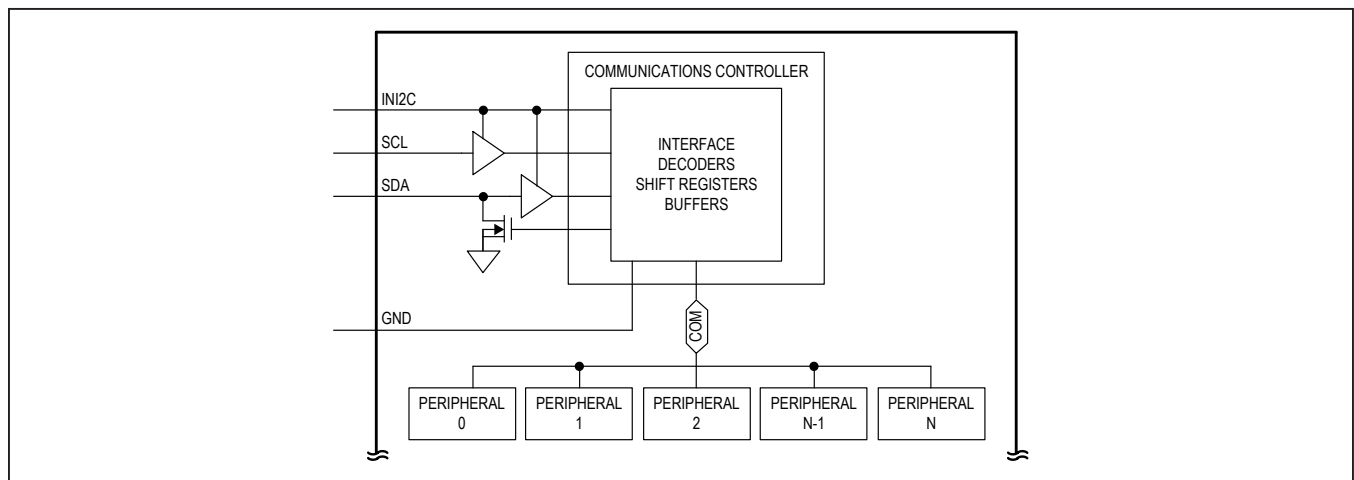 COMMUNICATIONS CONTROLLER
INI2C
SCL
SDA
INTERFACE
DECODERS
SHIFT REGISTERS
BUFFERS
GND
COM
PERIPHERAL
0
PERIPHERAL
1
PERIPHERAL
2
PERIPHERAL
N-1
PERIPHERAL
N